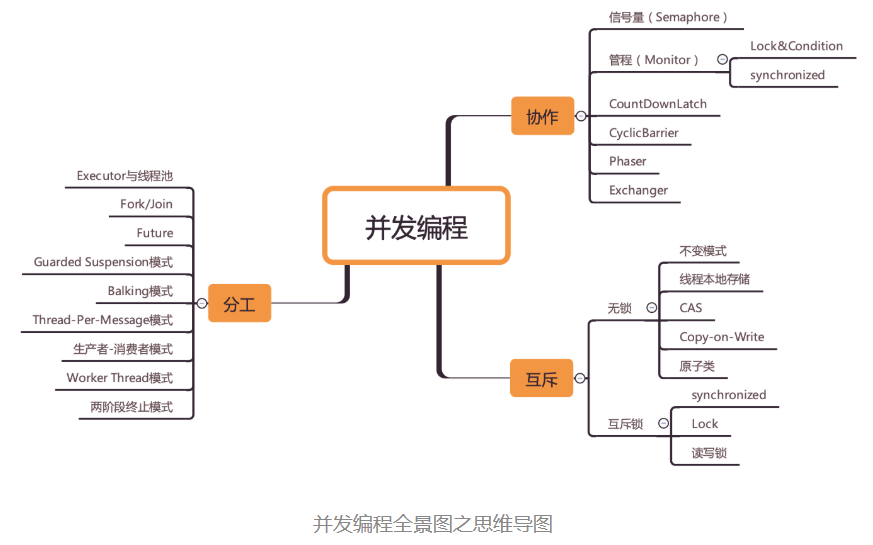 并发编程
协作
信号量（Semaphore）
管程（Monitor）
Lock&Condition
synchronized
CountDownLatch
CyclicBarrier
Phaser
Exchanger
分工
Executor与线程池
Fork/Join
Future
Guarded Suspension模式
Balking模式
Thread-Per-Message模式
生产者-消费者模式
Worker Thread模式
两阶段终止模式
互斥
无锁
不变模式
线程本地存储
CAS
Copy-on-Write
原子类
互斥锁
synchronized
Lock
读写锁
并发编程全景图之思维导图